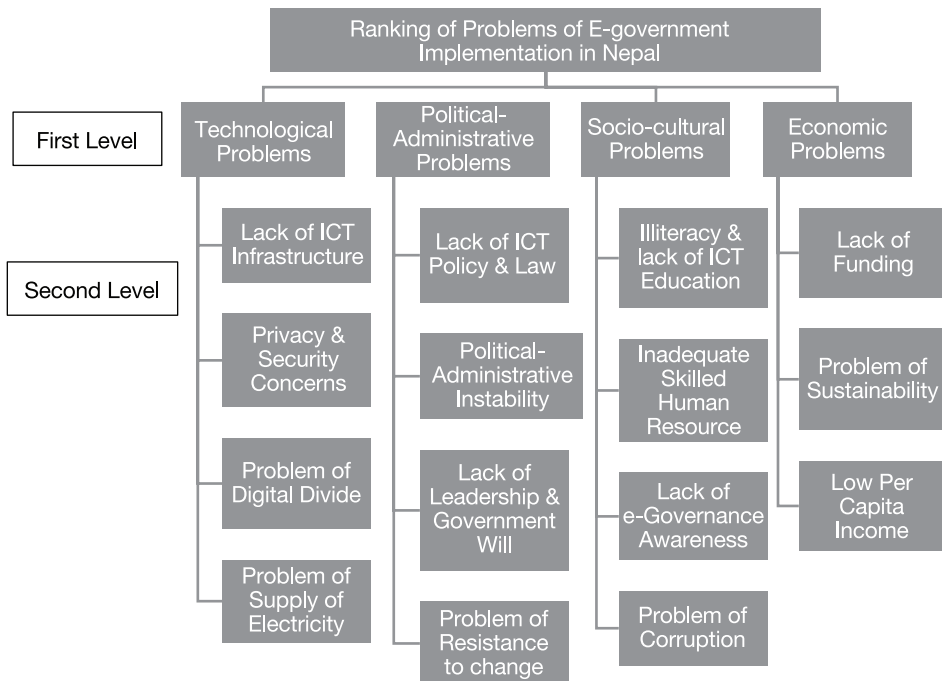 Ranking of Problems of E-government
Implementation in Nepal
First Level
Technological
Problems
Political-
Administrative
Problems
Socio-cultural
Problems
Economic
Problems
Second Level
Lack of ICT
Infrastructure
Privacy &
Security
Concerns
Problem of
Digital Divide
Problem of
Supply of
Electricity
Lack of ICT
Policy & Law
Political-
Administrative
Instability
Lack of
Leadership &
Government
Will
Problem of
Resistance
to change
Illiteracy &
lack of ICT
Education
Inadequate
Skilled
Human
Resource
Lack of
e-Governance
Awareness
Problem of
Corruption
Lack of
Funding
Problem of
Sustainability
Low Per
Capita
Income